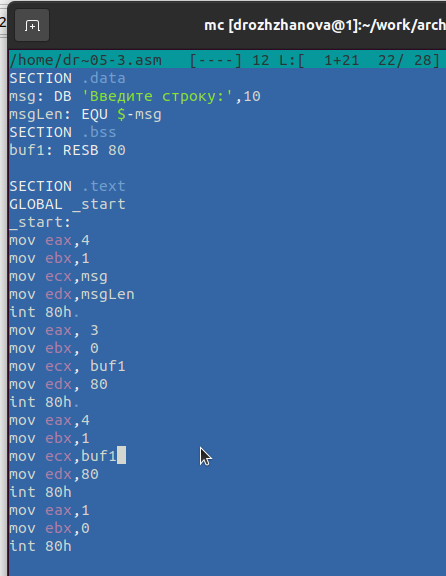 2
mc [drozhzhanova@1]:~/work/arch
/home/dr~05-3.asm [----] 12 L:[ 1+21 22/ 28]
SECTION .data
msg: DB 'Введите строку:',10
msgLen: EQU $-msg
SECTION .bss
buf1: RESB 80
SECTION .text
GLOBAL _start
_start:
mov eax,4
mov ebx,1
mov ecx,msg
mov edx,msgLen
int 80h.
mov eax, 3
mov ebx, 0
mov ecx, buf1
mov edx, 80
int 80h.
mov eax,4
mov ebx,1
mov ecx,buf1
mov edx,80
int 80h
mov eax,1
mov ebx,0
int 80h